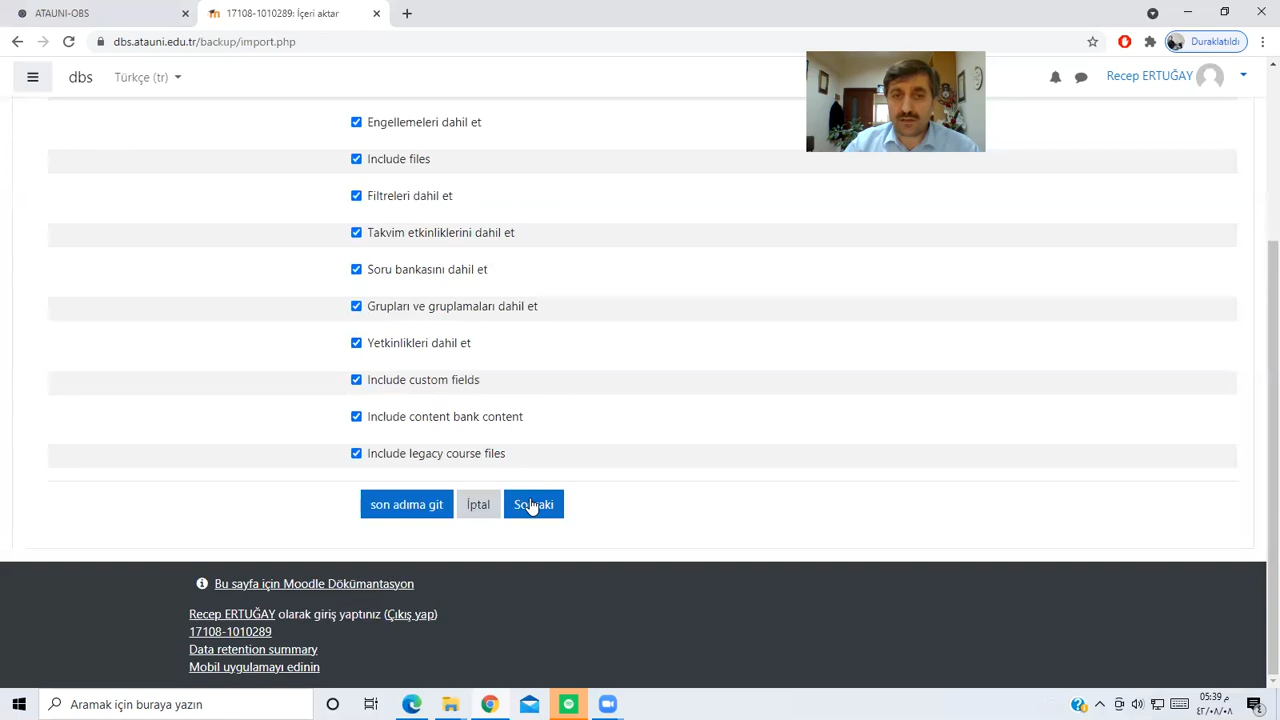 ATAUNI-OBS
17108-1010289: İçeri aktar
dbs.atauni.edu.tr/backup/import.php
Duraklatıldı
dbs
Türkçe (tr)
Recep ERTUĞAY
Engellemeleri dahil et
Include files
Filtreleri dahil et
Takvim etkinliklerini dahil et
Soru bankasını dahil et
Grupları ve gruplamaları dahil et
Yetkinlikleri dahil et
Include custom fields
Include content bank content
Include legacy course files
son adıma git
İptal
Bu sayfa için Moodle Dökümantasyon
Recep ERTUĞAY olarak giriş yaptınız (Çıkış yap)
17108-1010289
Data retention summary
Mobil uygulamayı edinin
Aramak için buraya yazın
05:39